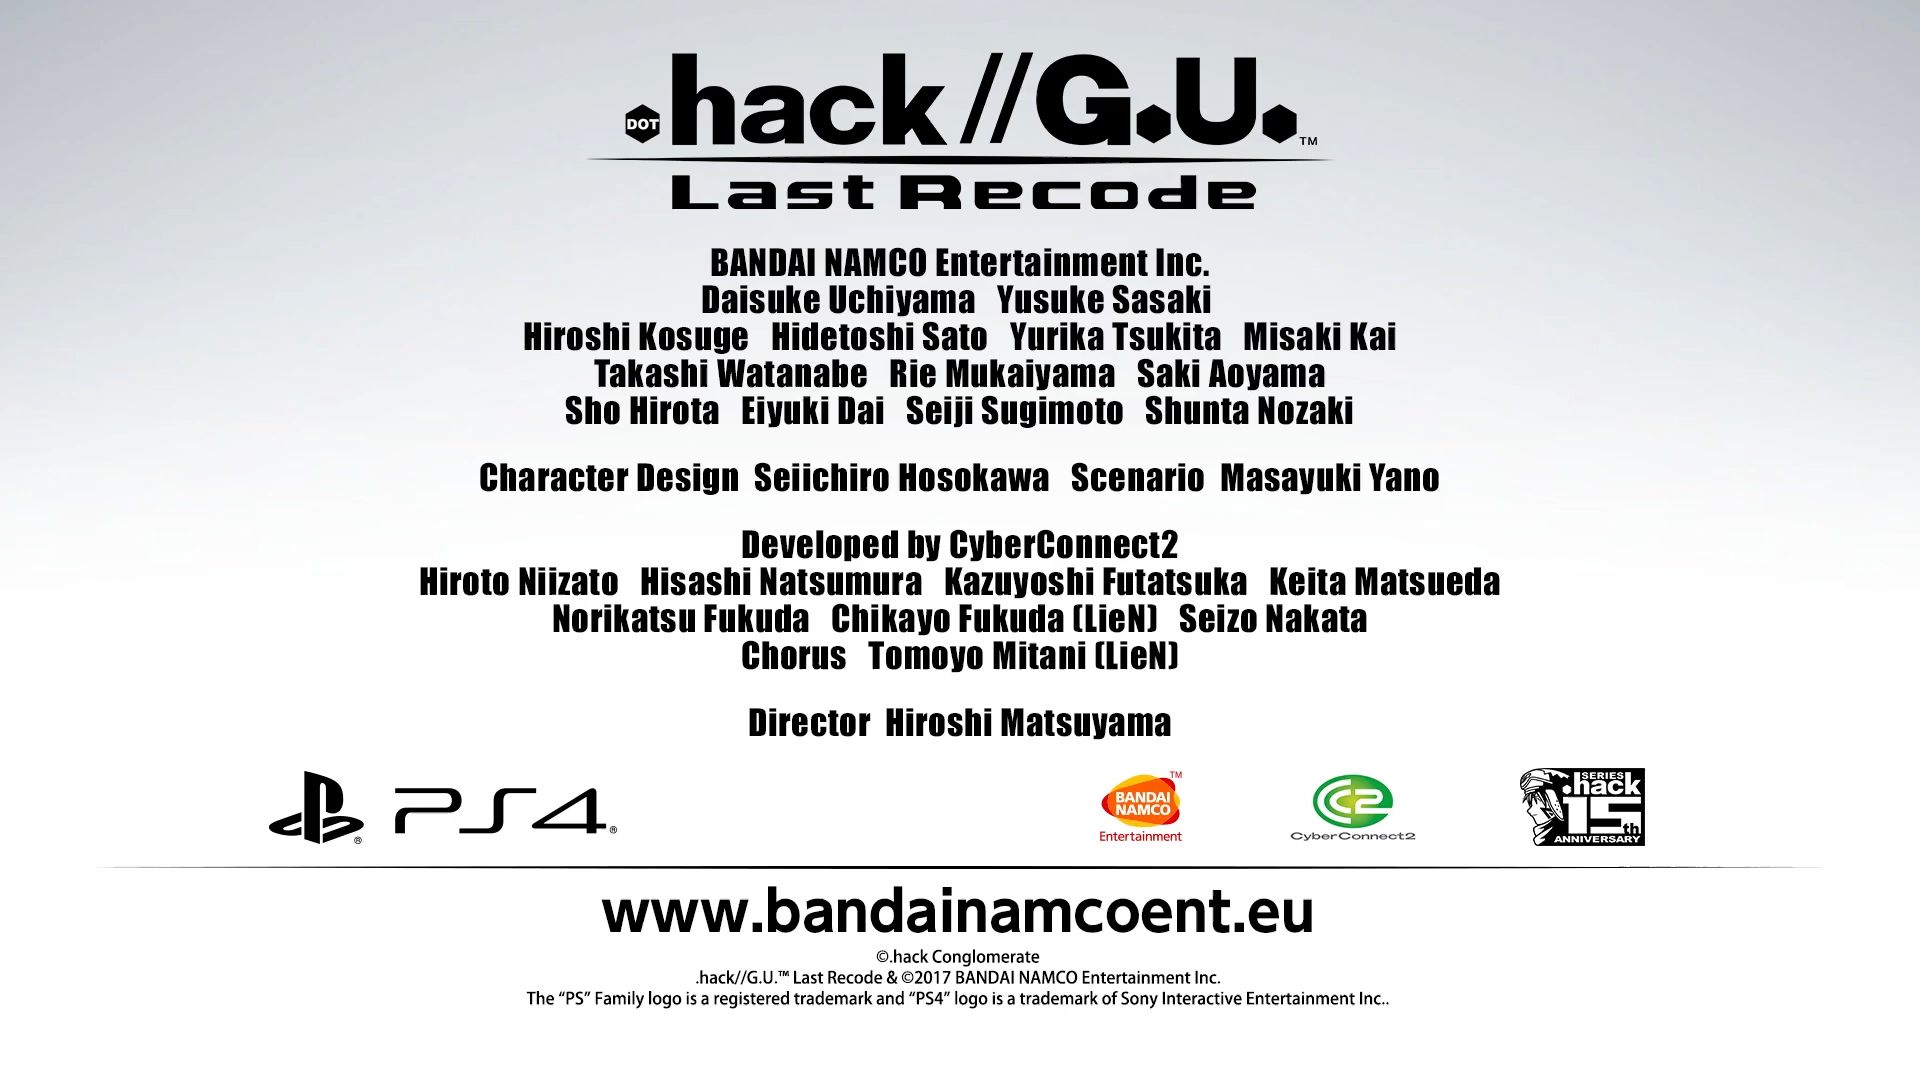 .hack//G.U.™
DOT
Last Recode
BANDAI NAMCO Entertainment Inc.
Daisuke Uchiyama Yusuke Sasaki
Hiroshi Kosuge Hidetoshi Sato Yurika Tsukita Misaki Kai
Takashi Watanabe Rie Mukaiyama Saki Aoyama
Sho Hirota Eiyuki Dai Seiji Sugimoto Shunta Nozaki
Character Design Seiichiro Hosokawa Scenario Masayuki Yano
Developed by CyberConnect2
Hiroto Niizato Hisashi Natsumura Kazuyoshi Futatsuka Keita Matsueda
Norikatsu Fukuda Chikayo Fukuda (LieN) Seizo Nakata
Chorus Tomoyo Mitani (LieN)
Director Hiroshi Matsuyama
® PS4®
BANDAI NAMCO ™
Entertainment
CC2
CyberConnect2
SERIES
.hack
15th
ANNIVERSARY
www.bandainamcoent.eu
©.hack Conglomerate
.hack//G.U.™ Last Recode & ©2017 BANDAI NAMCO Entertainment Inc.
The “PS” Family logo is a registered trademark and “PS4” logo is a trademark of Sony Interactive Entertainment Inc..